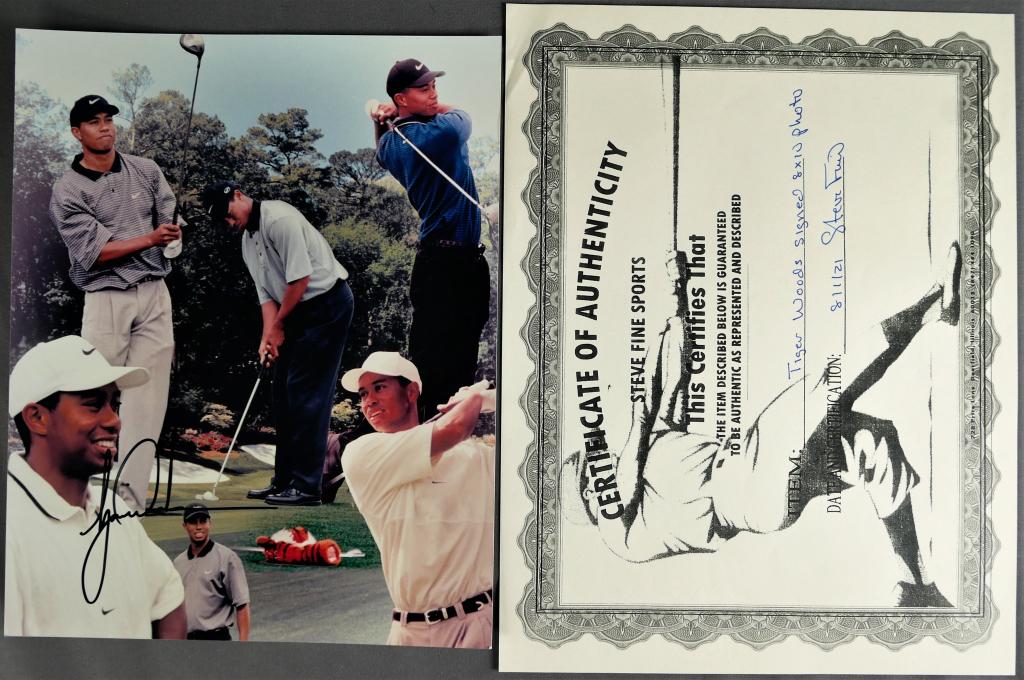 CERTIFICATE OF AUTHENTICITY
STEVE FINE SPORTS
This Certifies That
THE ITEM DESCRIBED BELOW IS GUARANTEED
TO BE AUTHENTIC AS REPRESENTED AND DESCRIBED
ITEM: Tiger Woods signed 8x10 photo
DATE AND CERTIFICATION: 8/1/21 Steve Fine